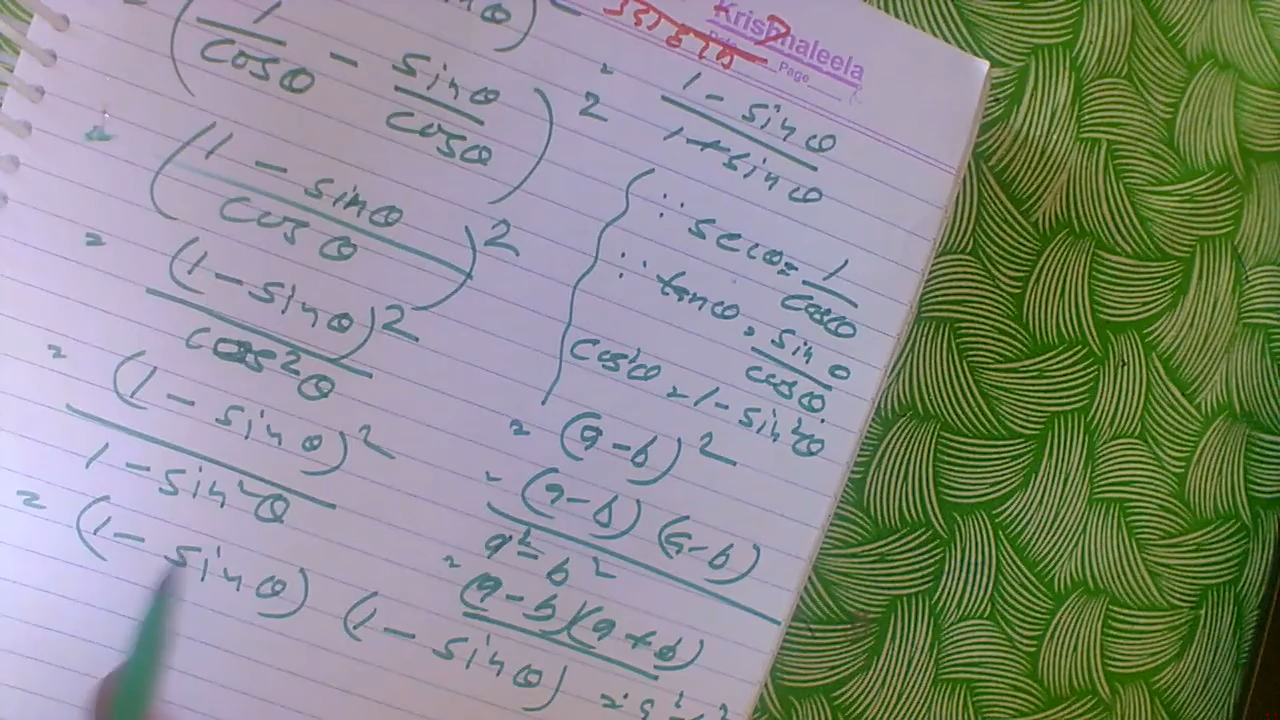 KrisDhaleela
Page
(1/cosθ - sinθ/cosθ)² = 1 - sinθ / 1 + sinθ
(1 - sinθ / cosθ)²
= (1 - sinθ)² / cos²θ
= (1 - sinθ)² / 1 - sin²θ
= (1 - sinθ) (1 - sinθ)
∵ secθ = 1/cosθ
∵ tanθ = sinθ/cosθ
cos²θ = 1 - sin²θ
= (a - b)²
= (a - b) (a - b)
a² - b²
= (a - b)(a + b)